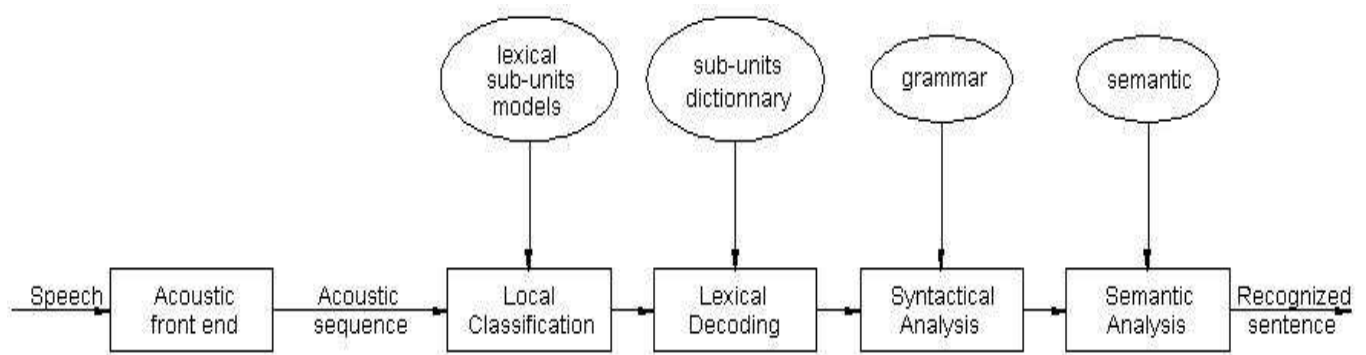 lexical
sub-units
models
sub-units
dictionnary
grammar
semantic
Speech
Acoustic
front end
Acoustic
sequence
Local
Classification
Lexical
Decoding
Syntactical
Analysis
Semantic
Analysis
Recognized
sentence